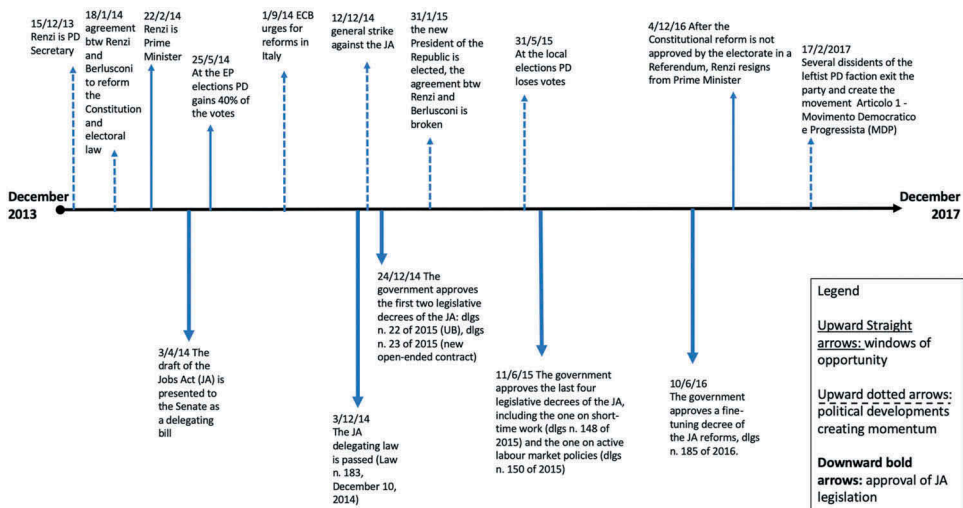 15/12/13
Renzi is PD
Secretary
18/1/14
agreement
btw Renzi
and
Berlusconi
to reform
the
Constitution
and
electoral
law
22/2/14
Renzi is
Prime
Minister
25/5/14
At the EP
elections PD
gains 40% of
the votes
1/9/14 ECB
urges for
reforms in
Italy
12/12/14
general strike
against the JA
31/1/15
the new
President of the
Republic is
elected, the
agreement btw
Renzi and
Berlusconi is
broken
31/5/15
At the local
elections PD
loses votes
4/12/16 After the
Constitutional reform is not
approved by the electorate in a
Referendum, Renzi resigns
from Prime Minister
17/2/2017
Several dissidents of the
leftist PD faction exit the
party and create the
movement Articolo 1 -
Movimento Democratico
e Progressista (MDP)
December
2013
December
2017
3/4/14 The
draft of the
Jobs Act (JA) is
presented to
the Senate as
a delegating
bill
3/12/14
The JA
delegating law
is passed (Law
n. 183,
December 10,
2014)
24/12/14 The
government approves
the first two legislative
decrees of the JA: dlgs
n. 22 of 2015 (UB), dlgs
n. 23 of 2015 (new
open-ended contract)
11/6/15 The government
approves the last four
legislative decrees of the JA,
including the one on short-
time work (dlgs n. 148 of
2015) and the one on active
labour market policies (dlgs
n. 150 of 2015)
10/6/16
The government
approves a fine-
tuning decree of
the JA reforms, dlgs
n. 185 of 2016.
Legend
Upward Straight
arrows: windows of
opportunity
Upward dotted arrows:
political developments
creating momentum
Downward bold
arrows: approval of JA
legislation